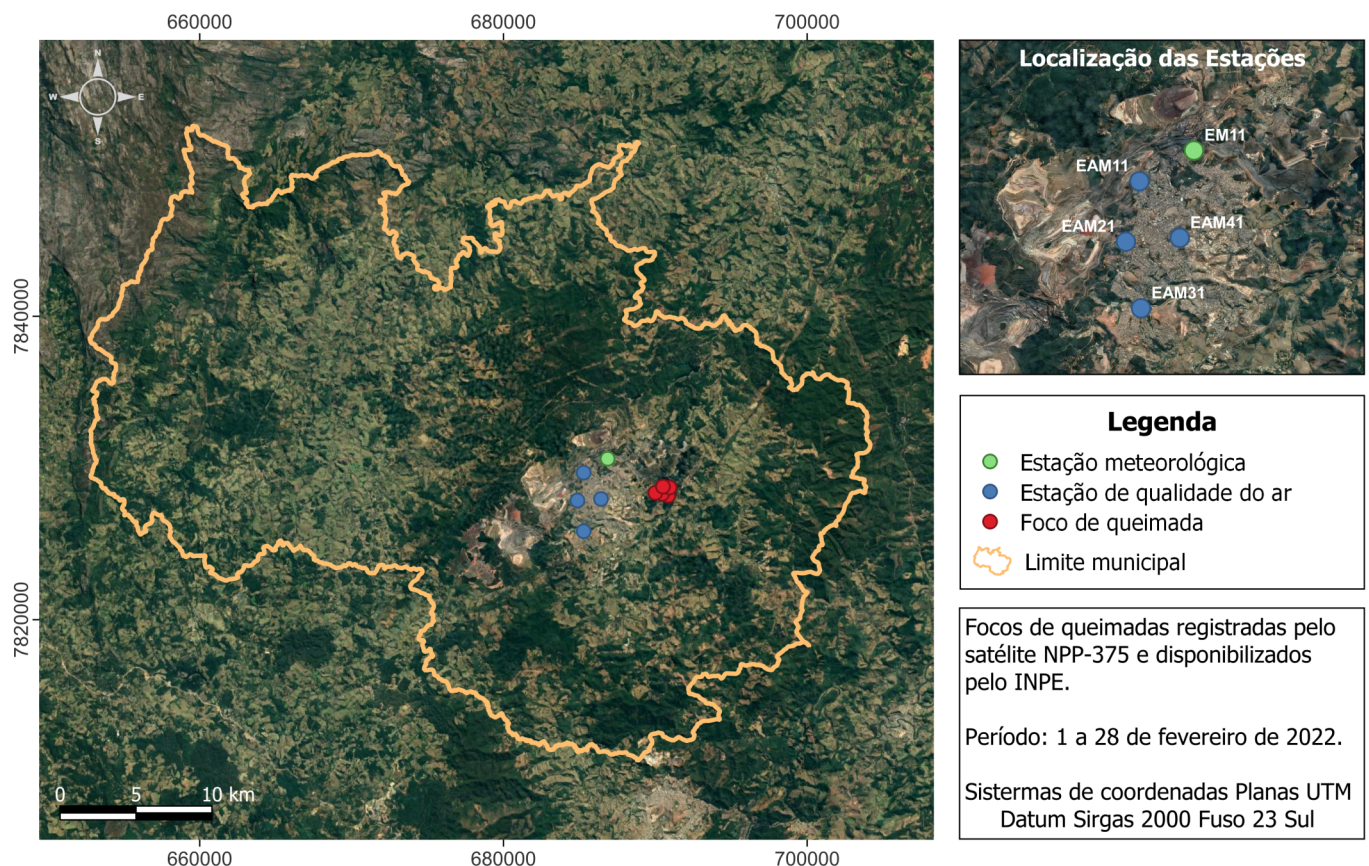 660000
680000
700000
N
W
E
S
7840000
7820000
0
5
10 km
660000
680000
700000
Localização das Estações
EM11
EAM11
EAM21
EAM41
EAM31
Legenda
Estação meteorológica
Estação de qualidade do ar
Foco de queimada
Limite municipal
Focos de queimadas registradas pelo
satélite NPP-375 e disponibilizados
pelo INPE.
Período: 1 a 28 de fevereiro de 2022.
Sistermas de coordenadas Planas UTM
Datum Sirgas 2000 Fuso 23 Sul